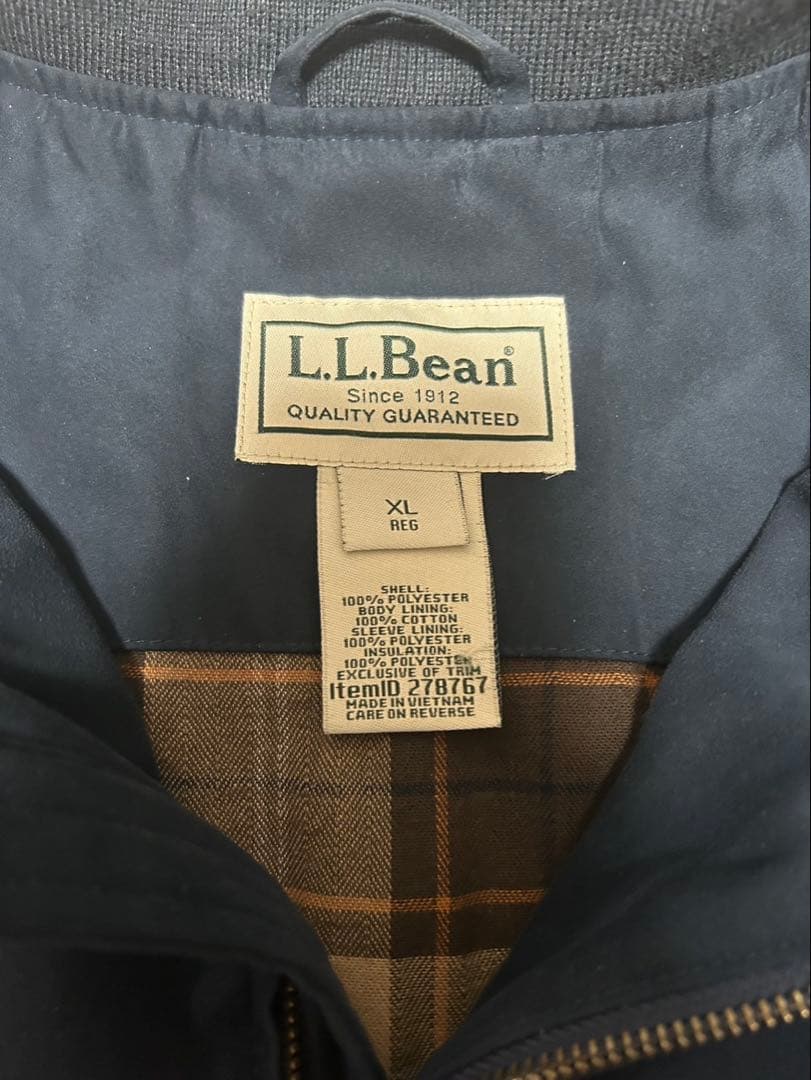 L.L.Bean®
Since 1912
QUALITY GUARANTEED
XL
REG
SHELL:
100% POLYESTER
BODY LINING:
100% COTTON
SLEEVE LINING:
100% POLYESTER
INSULATION:
100% POLYESTER
EXCLUSIVE OF TRIM
ItemID 278767
MADE IN VIETNAM
CARE ON REVERSE